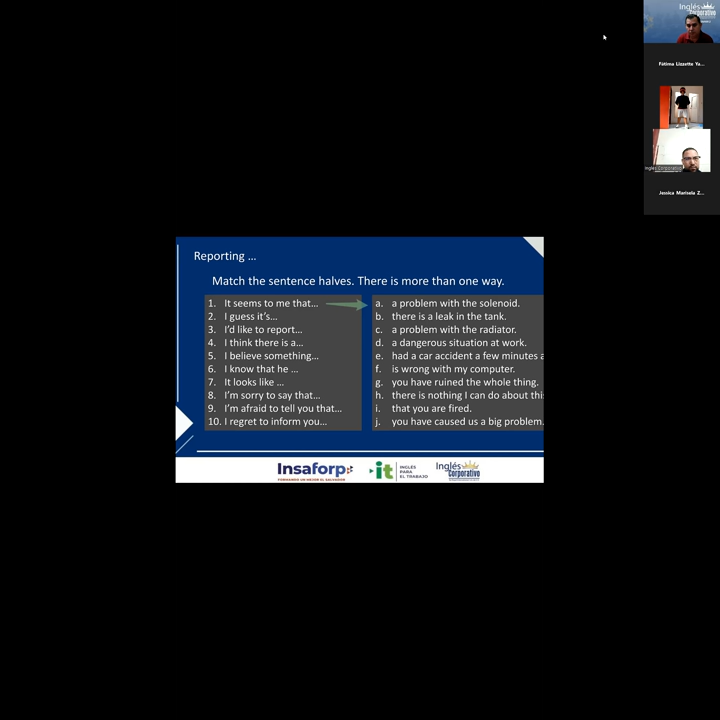 Inglés
Corporativo
Fátima Lizzette Ya...
Inglés Corporativo
Jessica Marisela Z...
Reporting ...
Match the sentence halves. There is more than one way.
1. It seems to me that...
2. I guess it's...
3. I'd like to report...
4. I think there is a...
5. I believe something...
6. I know that he ...
7. It looks like ...
8. I'm sorry to say that...
9. I'm afraid to tell you that...
10. I regret to inform you...
a. a problem with the solenoid.
b. there is a leak in the tank.
c. a problem with the radiator.
d. a dangerous situation at work.
e. had a car accident a few minutes a
f. is wrong with my computer.
g. you have ruined the whole thing.
h. there is nothing I can do about thi
i. that you are fired.
j. you have caused us a big problem.
Insaforp
FORMANDO UN MEJOR EL SALVADOR
it
INGLÉS
PARA
EL TRABAJO
Inglés
Corporativo